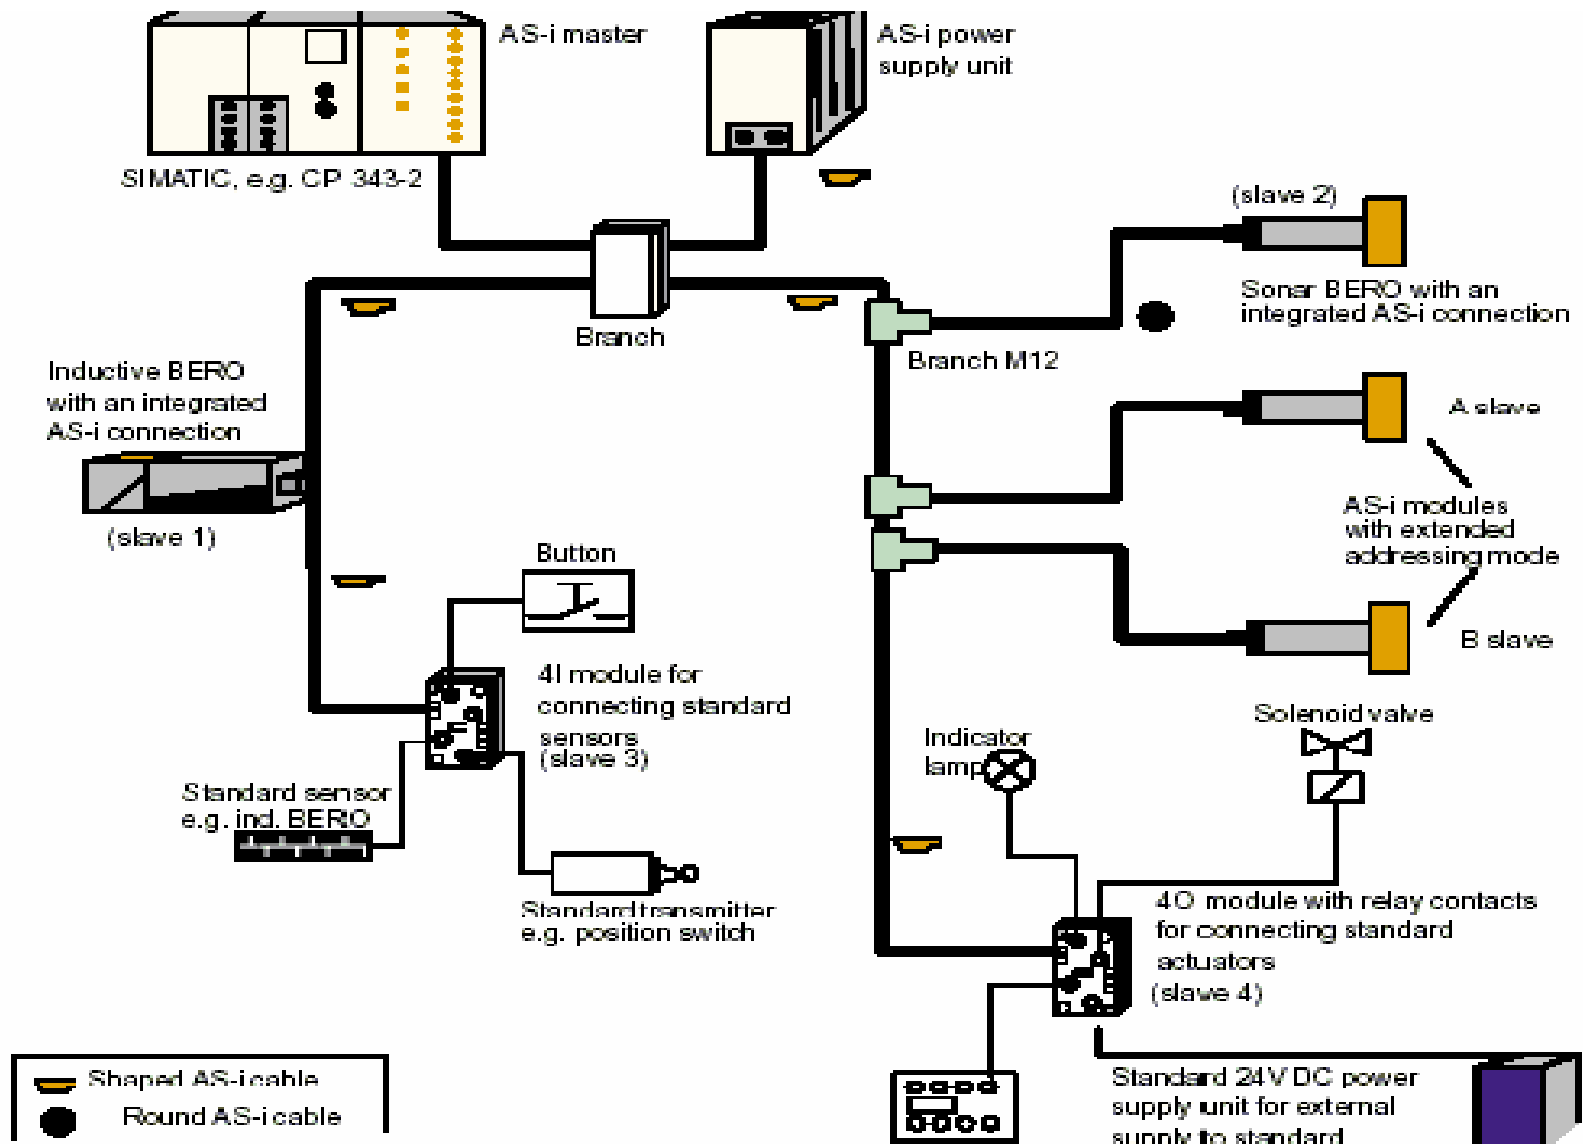 AS-i master
AS-i power
supply unit
SIMATIC, e.g. CP 343-2
(slave 2)
Sonar BERO with an
integrated AS-i connection
Branch
Branch M12
Inductive BERO
with an integrated
AS-i connection
(slave 1)
A slave
AS-i modules
with extended
addressing mode
B slave
Button
4I module for
connecting standard
sensors
(slave 3)
Standard sensor
e.g. ind. BERO
Standard transmitter
e.g. position switch
Indicator
lamp
Solenoid valve
4O module with relay contacts
for connecting standard
actuators
(slave 4)
Shaped AS-i cable
Round AS-i cable
Standard 24V DC power
supply unit for external
supply to standard